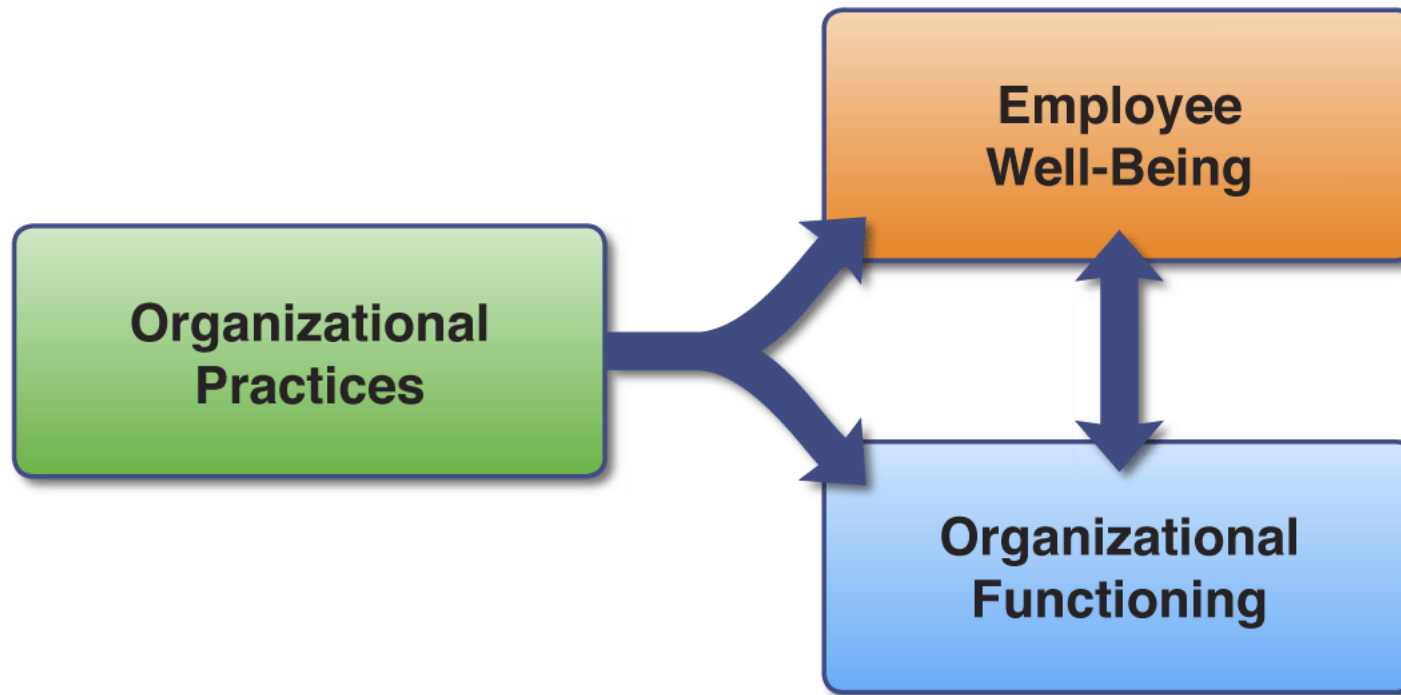 Organizational
Practices
Employee
Well-Being
Organizational
Functioning